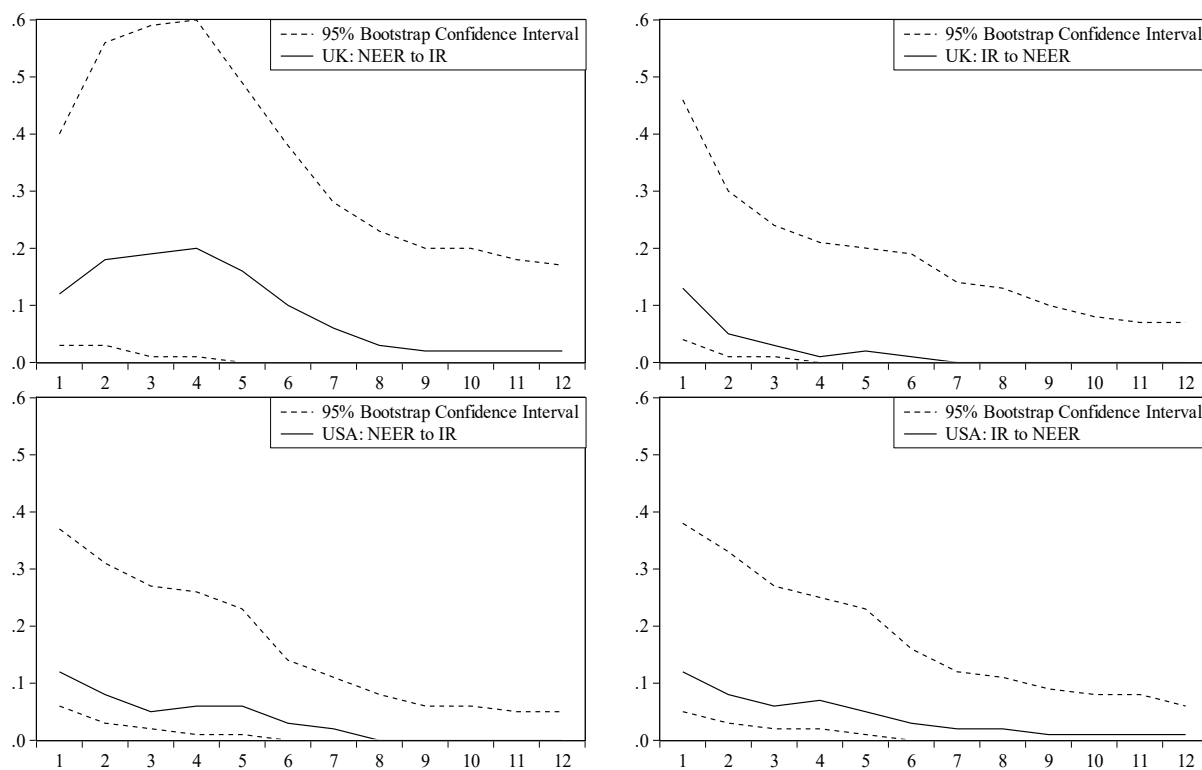 .6
95% Bootstrap Confidence Interval
UK: NEER to IR
.5
.4
.3
.2
.1
.0
1 2 3 4 5 6 7 8 9 10 11 12
.6
95% Bootstrap Confidence Interval
UK: IR to NEER
.5
.4
.3
.2
.1
.0
1 2 3 4 5 6 7 8 9 10 11 12
.6
95% Bootstrap Confidence Interval
USA: NEER to IR
.5
.4
.3
.2
.1
.0
1 2 3 4 5 6 7 8 9 10 11 12
.6
95% Bootstrap Confidence Interval
USA: IR to NEER
.5
.4
.3
.2
.1
.0
1 2 3 4 5 6 7 8 9 10 11 12